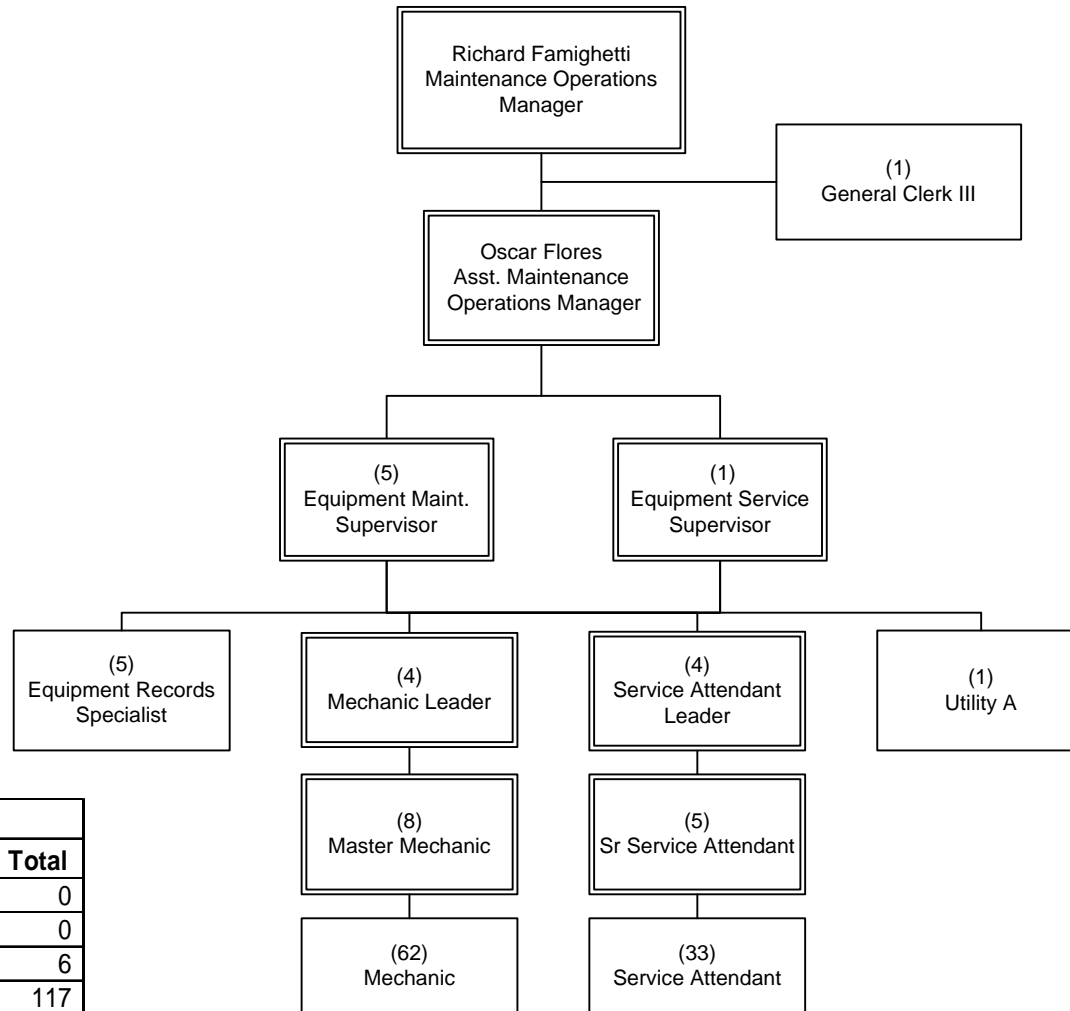 Richard Famighetti
Maintenance Operations
Manager
(1)
General Clerk III
Oscar Flores
Asst. Maintenance
Operations Manager
(5)
Equipment Maint.
Supervisor
(1)
Equipment Service
Supervisor
(5)
Equipment Records
Specialist
(4)
Mechanic Leader
(4)
Service Attendant
Leader
(1)
Utility A
(8)
Master Mechanic
(5)
Sr Service Attendant
(62)
Mechanic
(33)
Service Attendant
Total
0
0
6
117